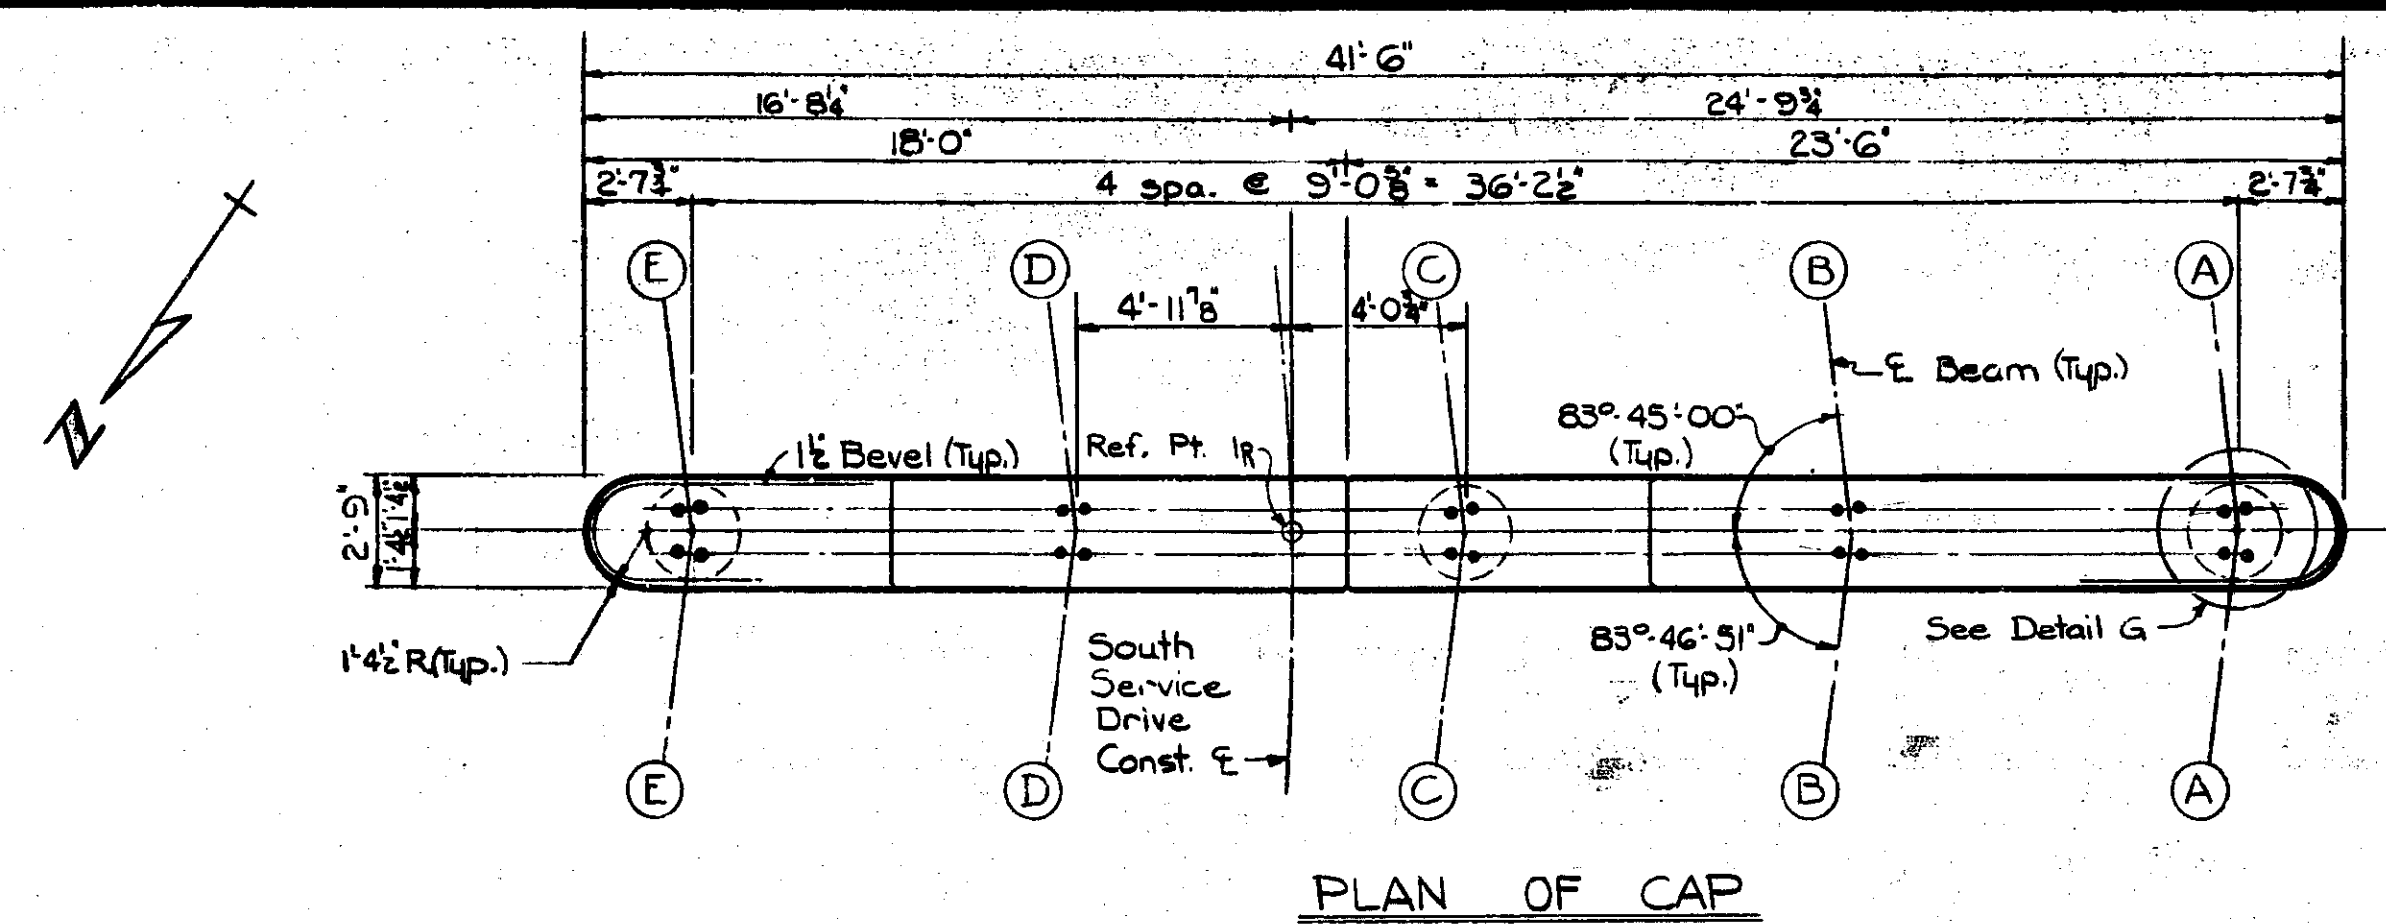 41'-6"
16'-8¼"
24'-9¾"
18'-0"
23'-6"
2'-7¾"
4 spa. @ 9'-0⅝" = 36'-2½"
2'-7¾"
E
D
C
B
A
4'-11⅞"
4'-0¾"
℄ Beam (Typ.)
83°-45'-00"
(Typ.)
1½" Bevel (Typ.)
Ref. Pt. 1R
N
2'-9"
1'-4½"
1'-4½"
1'-4½" R (Typ.)
South
Service
Drive
Const. ℄
83°-46'-51"
(Typ.)
See Detail G
E
D
C
B
A
PLAN OF CAP